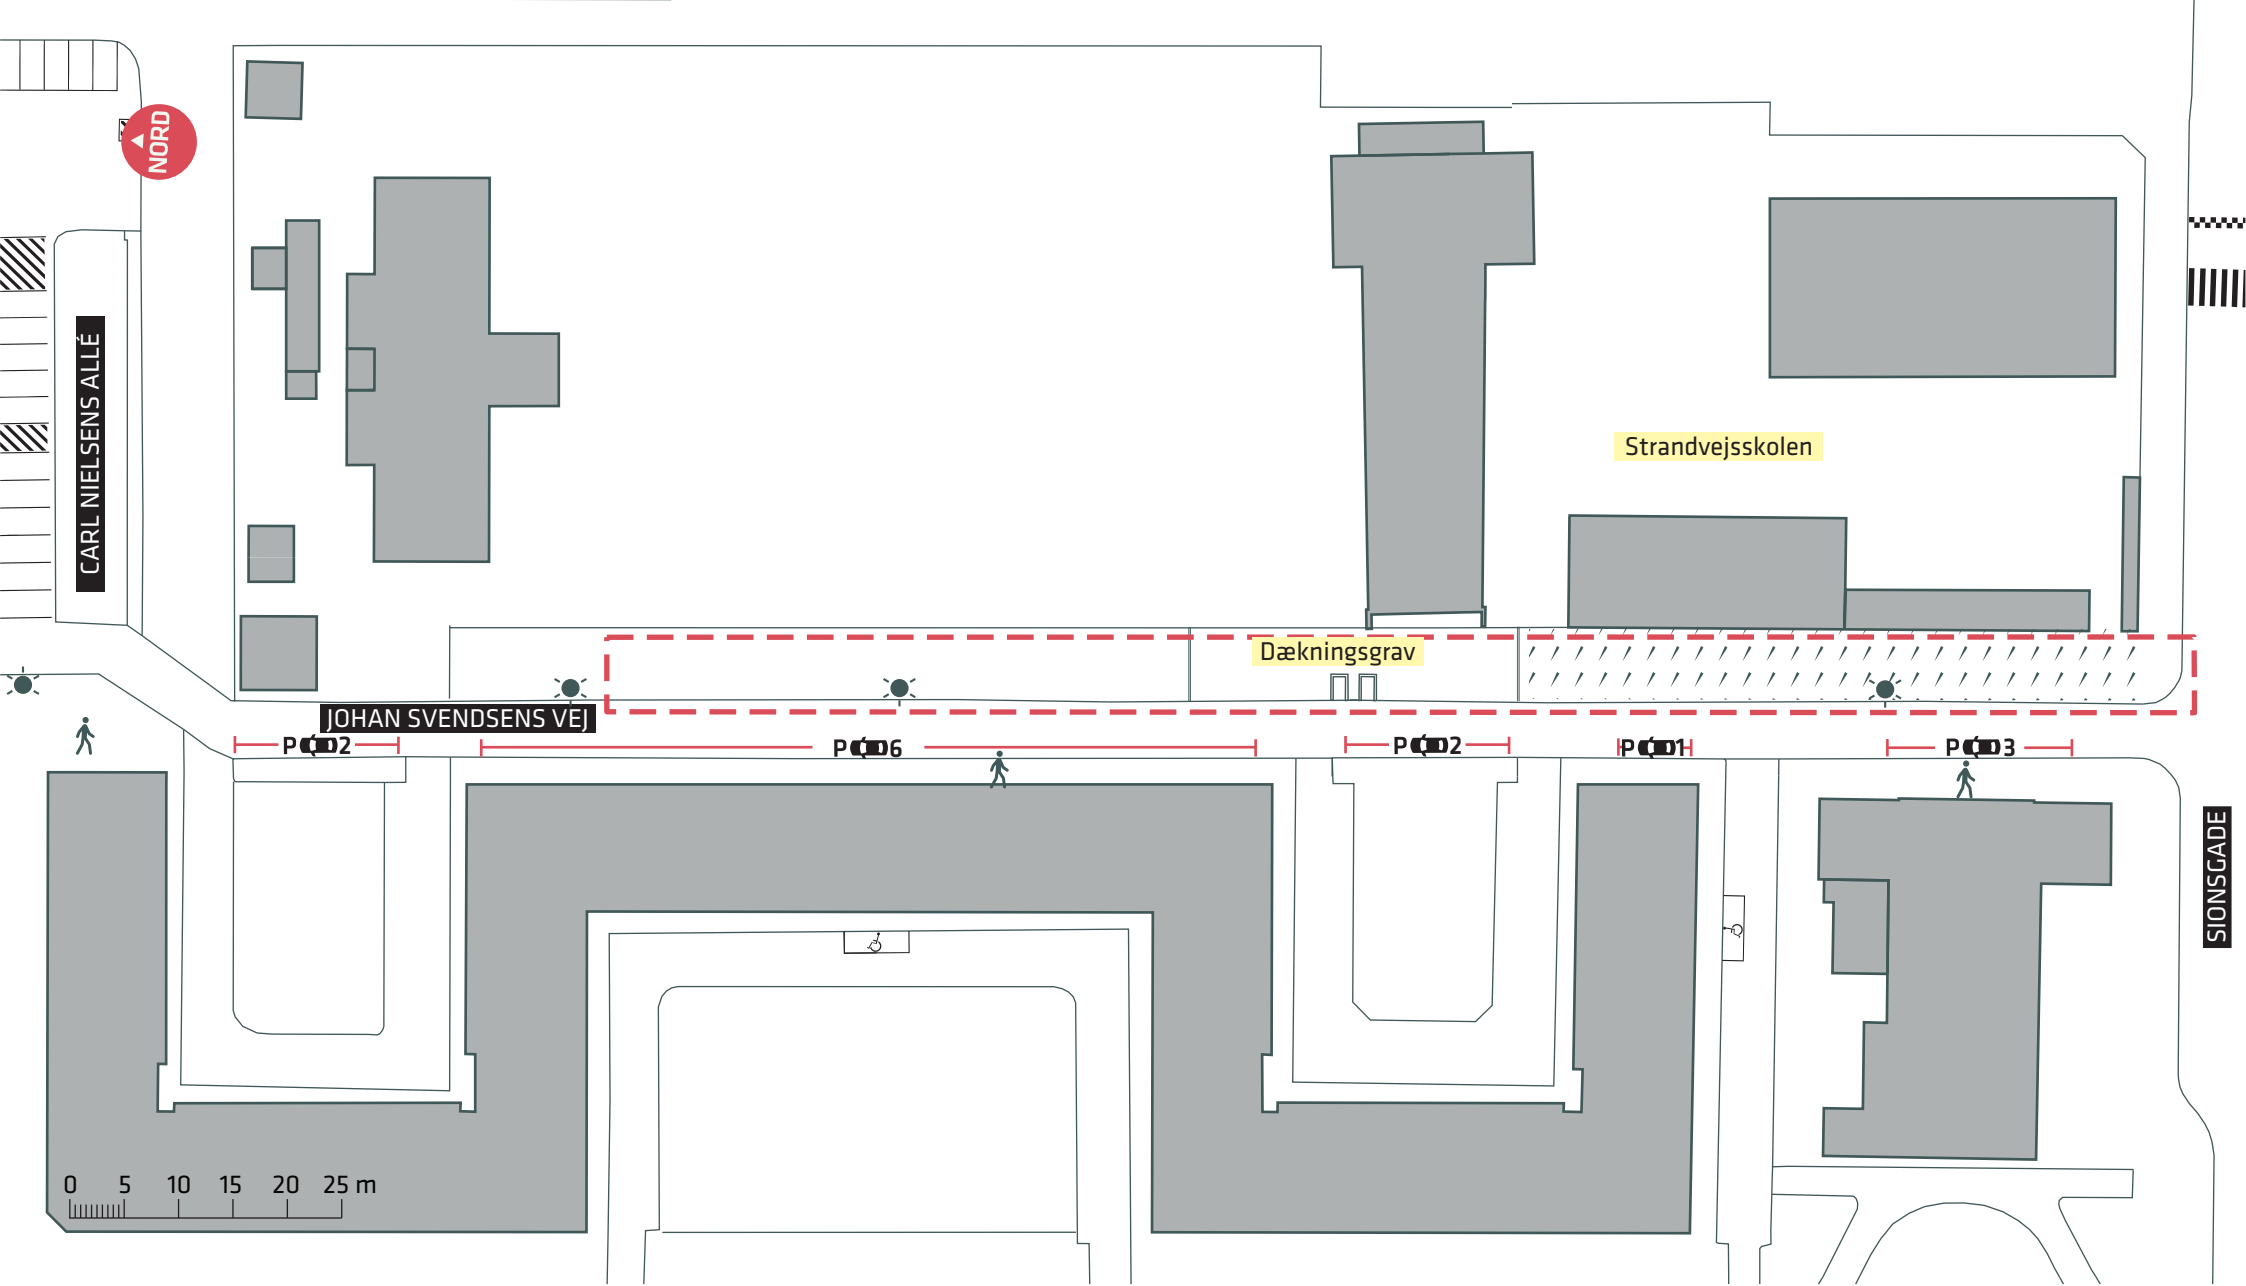 NORD
CARL NIELSENS ALLÉ
Strandvejsskolen
Dækningsgrav
JOHAN SVENDSENS VEJ
P 2
P 6
P 2
P 1
P 3
SIONSGADE
0 5 10 15 20 25 m